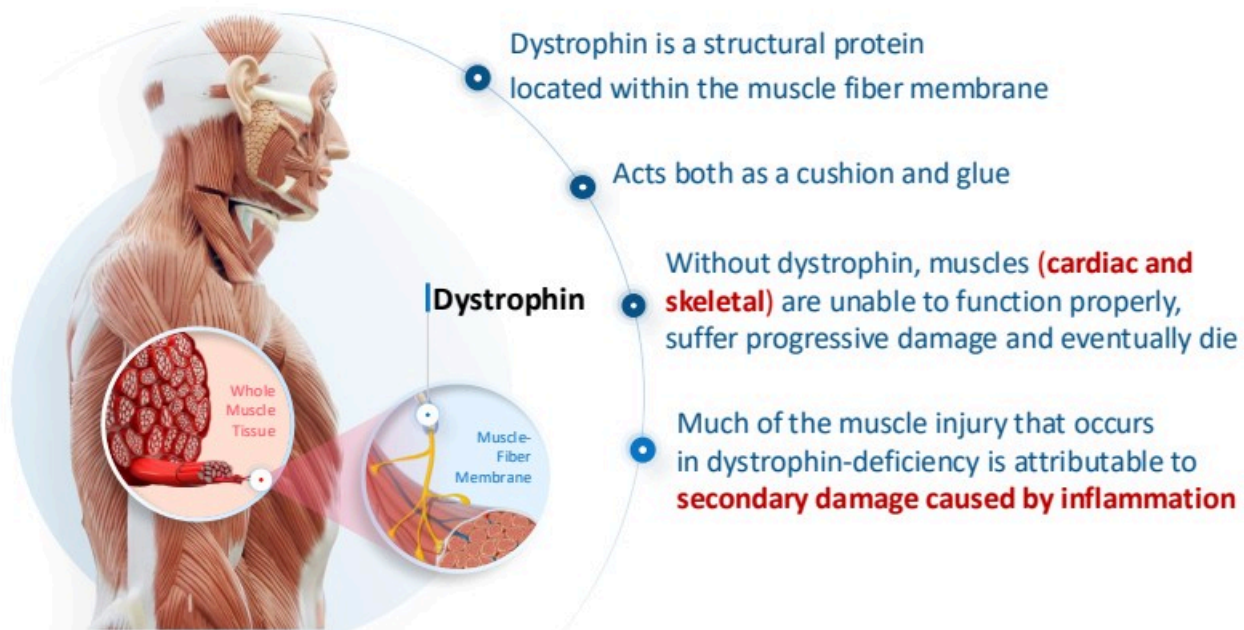 Dystrophin is a structural protein
located within the muscle fiber membrane
Acts both as a cushion and glue
Without dystrophin, muscles (cardiac and
skeletal) are unable to function properly,
suffer progressive damage and eventually die
Dystrophin
Whole
Muscle
Tissue
Muscle-
Fiber
Membrane
Much of the muscle injury that occurs
in dystrophin-deficiency is attributable to
secondary damage caused by inflammation